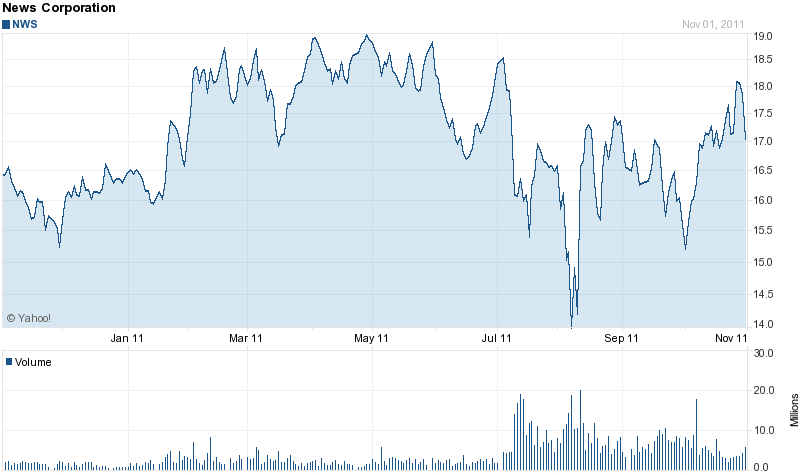 News Corporation
NWS
Nov 01, 2011
19.0
18.5
18.0
17.5
17.0
16.5
16.0
15.5
15.0
14.5
14.0
© Yahoo!
Jan 11 Mar 11 May 11 Jul 11 Sep 11 Nov 11
30.0
Volume
20.0
10.0
0.0
Millions